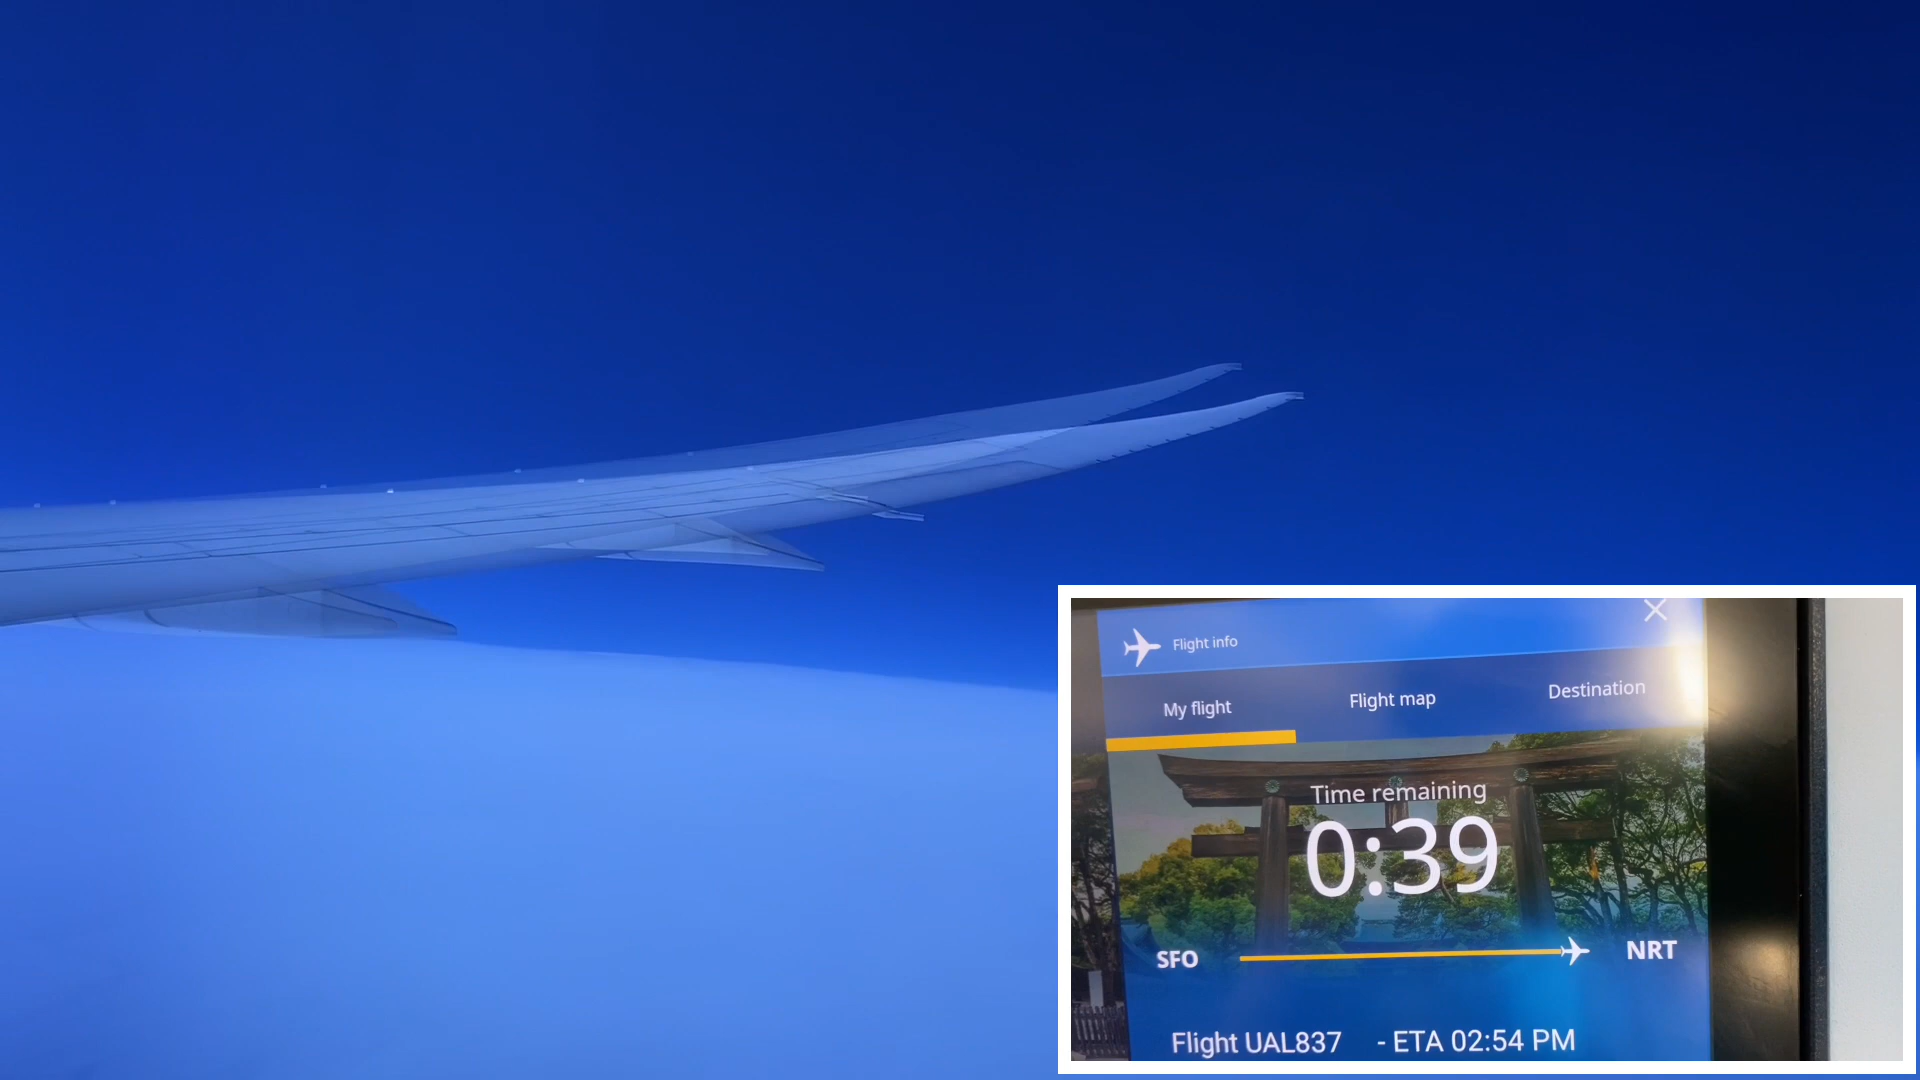 Flight info
My flight
Flight map
Destination
Time remaining
0:39
SFO
NRT
Flight UAL837 - ETA 02:54 PM